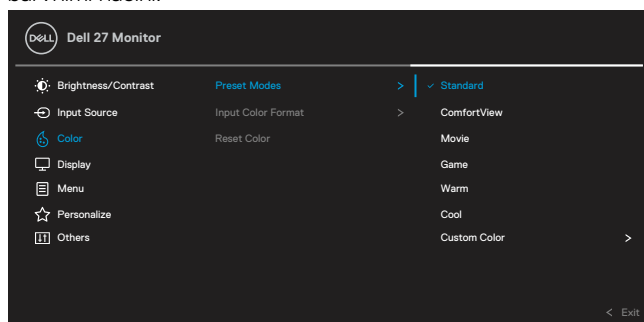 DELL Dell 27 Monitor
Brightness/Contrast Preset Modes > ✓ Standard
Input Source Input Color Format > ComfortView
Color Reset Color Movie
Display Game
Menu Warm
Personalize Cool
Others Custom Color >
< Exit